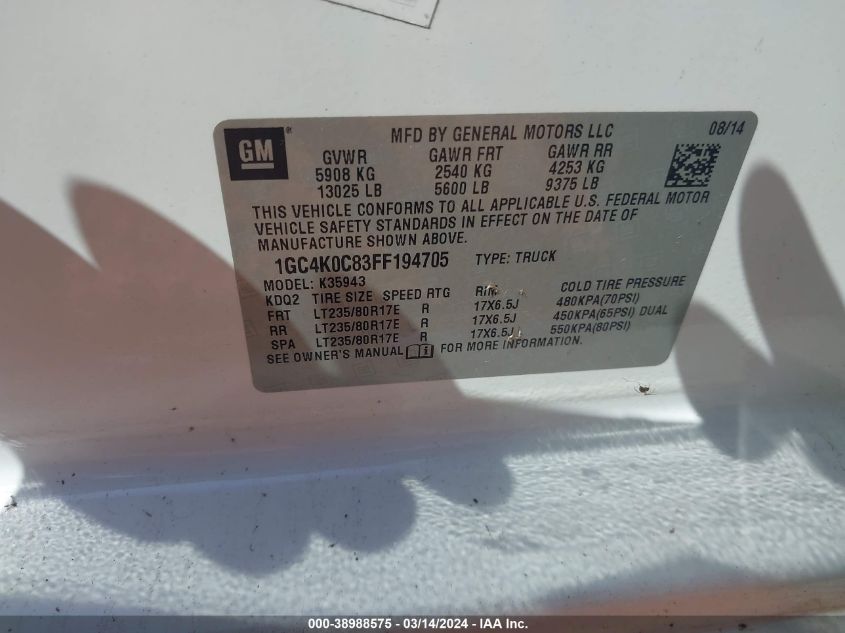 GM
MFD BY GENERAL MOTORS LLC 08/14
GVWR GAWR FRT GAWR RR
5908 KG 2540 KG 4253 KG
13025 LB 5600 LB 9375 LB
THIS VEHICLE CONFORMS TO ALL APPLICABLE U.S. FEDERAL MOTOR
VEHICLE SAFETY STANDARDS IN EFFECT ON THE DATE OF
MANUFACTURE SHOWN ABOVE.
1GC4K0C83FF194705 TYPE: TRUCK
MODEL: K35943
KDQ2 TIRE SIZE SPEED RTG RIM COLD TIRE PRESSURE
FRT LT235/80R17E R 17X6.5J 480KPA(70PSI)
RR LT235/80R17E R 17X6.5J 450KPA(65PSI) DUAL
SPA LT235/80R17E R 17X6.5J 550KPA(80PSI)
SEE OWNER'S MANUAL FOR MORE INFORMATION.
000-38988575 - 03/14/2024 - IAA Inc.